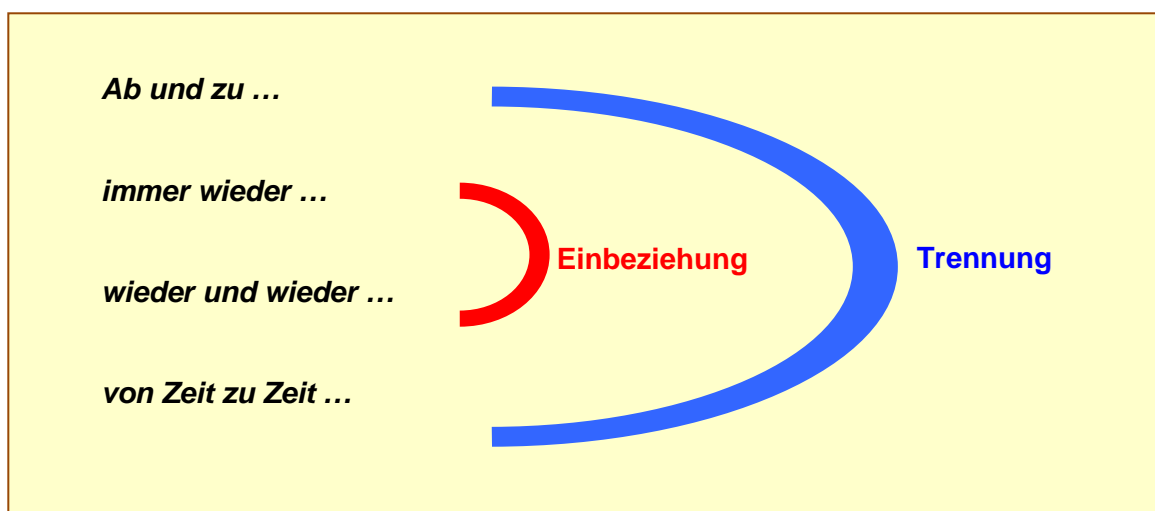 Ab und zu …
immer wieder …
Einbeziehung
Trennung
wieder und wieder …
von Zeit zu Zeit …